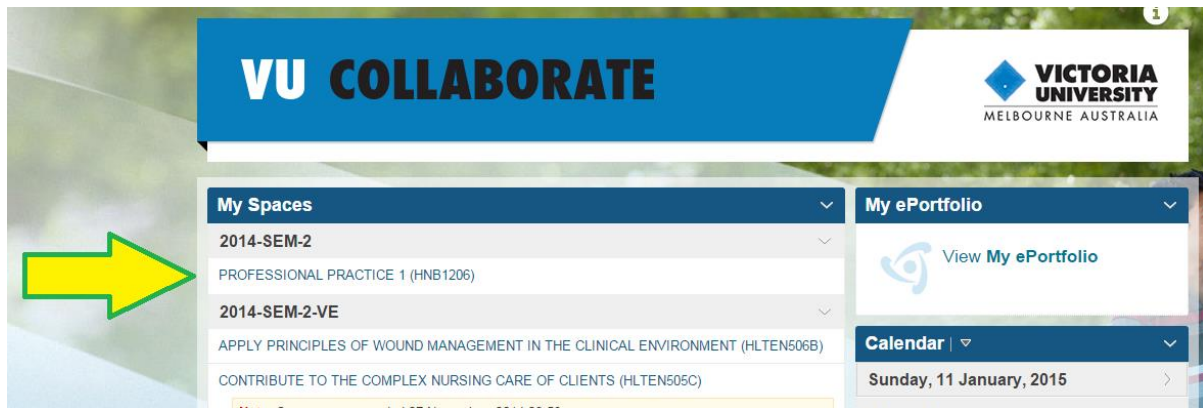 VU COLLABORATE
VICTORIA
UNIVERSITY
MELBOURNE AUSTRALIA
My Spaces
2014-SEM-2
PROFESSIONAL PRACTICE 1 (HNB1206)
2014-SEM-2-VE
APPLY PRINCIPLES OF WOUND MANAGEMENT IN THE CLINICAL ENVIRONMENT (HLTEN506B)
CONTRIBUTE TO THE COMPLEX NURSING CARE OF CLIENTS (HLTEN505C)
My ePortfolio
View My ePortfolio
Calendar
Sunday, 11 January, 2015